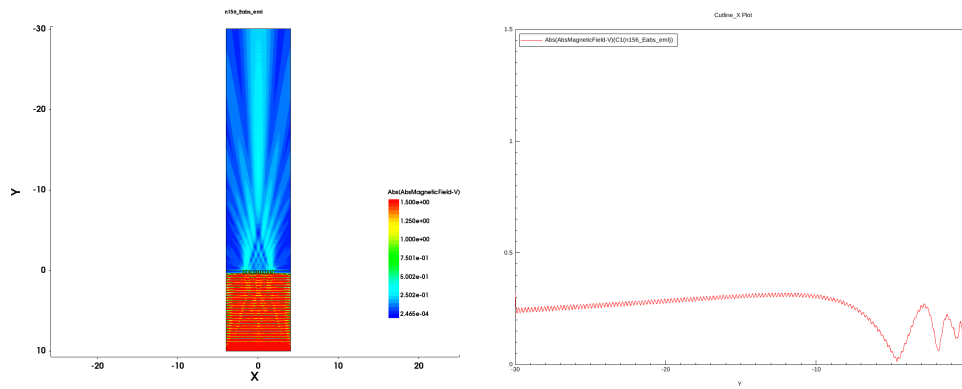 n156_Eabs_eml
-30
-20
-10
0
10
Y
-20
-10
0
10
20
X
Abs(AbsMagneticField-V)
1.500e+00
1.250e+00
1.000e+00
7.501e-01
5.002e-01
2.502e-01
2.465e-04
Cutline_X Plot
Abs(AbsMagneticField-V)(C1(n156_Eabs_eml))
1.5
1
0.5
0
-30
-20
-10
Y